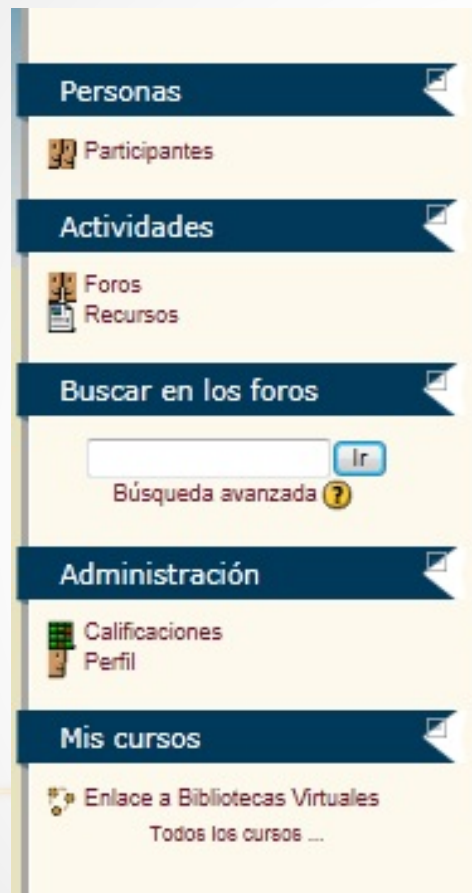 Personas
Participantes
Actividades
Foros
Recursos
Buscar en los foros
Ir
Búsqueda avanzada ?
Administración
Calificaciones
Perfil
Mis cursos
Enlace a Bibliotecas Virtuales
Todos los cursos ...